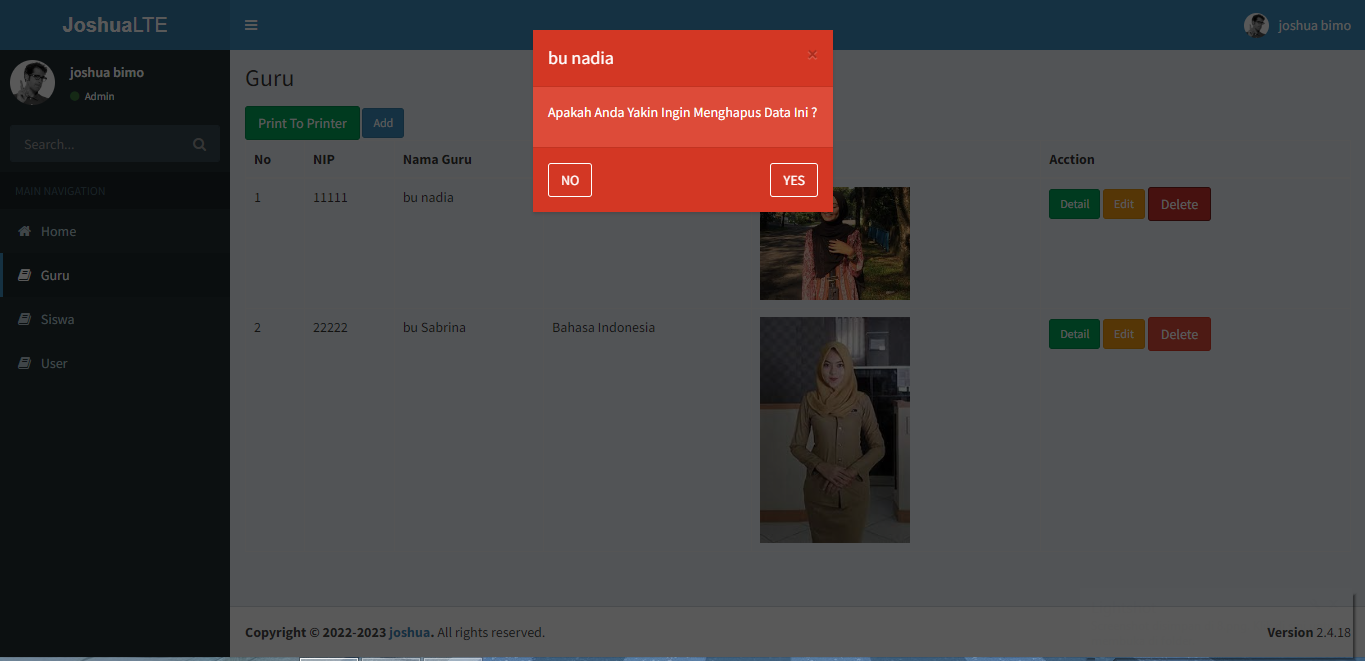 JoshuaLTE
joshua bimo
joshua bimo
Admin
Search...
MAIN NAVIGATION
Home
Guru
Siswa
User
Guru
Print To Printer Add
bu nadia ×
Apakah Anda Yakin Ingin Menghapus Data Ini ?
NO YES
No NIP Nama Guru Acction
1 11111 bu nadia Detail Edit Delete
2 22222 bu Sabrina Bahasa Indonesia Detail Edit Delete
Copyright © 2022-2023 joshua. All rights reserved. Version 2.4.18